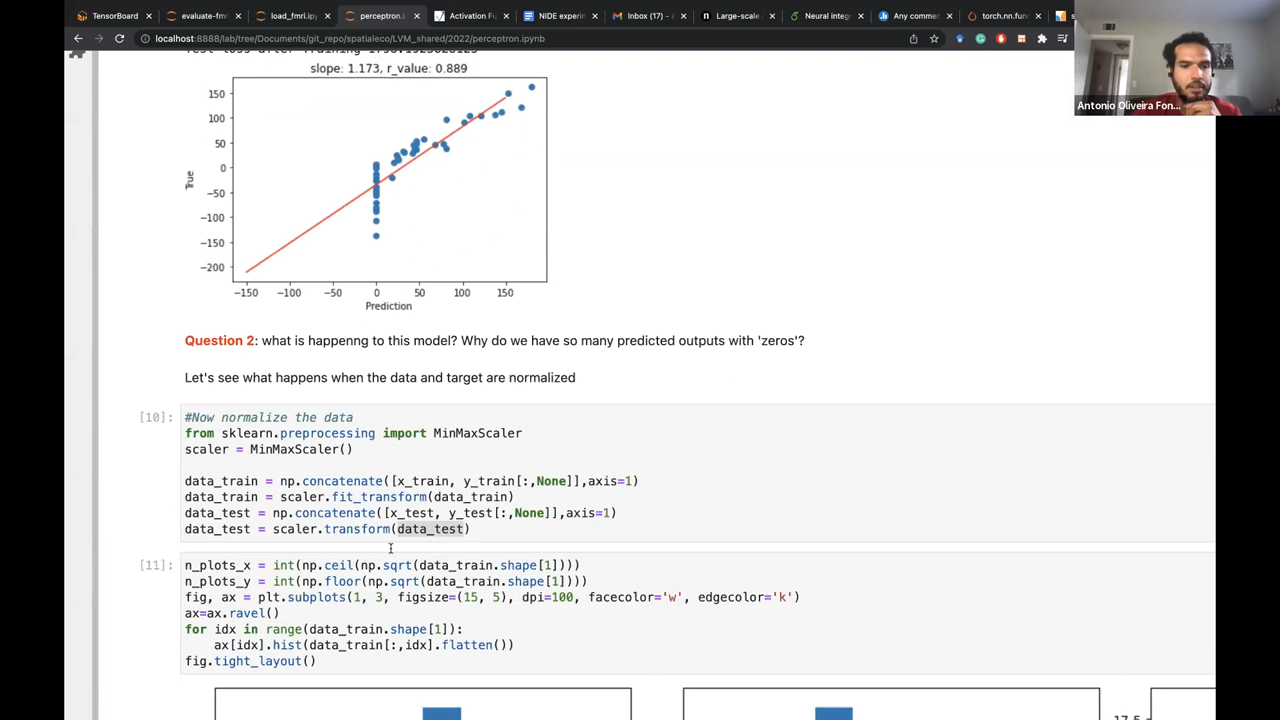 TensorBoard
evaluate-fmr
load_fmri.ipy
perceptron.i
Activation Fu
NIDE experim
Inbox (17) -
Large-scale
Neural integr
Any commen
torch.nn.func
localhost:8888/lab/tree/Documents/git_repo/spatialeco/LVM_shared/2022/perceptron.ipynb
Antonio Oliveira Fon...
slope: 1.173, r_value: 0.889
150
100
50
0
−50
−100
−150
−200
True
−150 −100 −50 0 50 100 150
Prediction
Question 2: what is happenng to this model? Why do we have so many predicted outputs with 'zeros'?
Let's see what happens when the data and target are normalized
[10]:
#Now normalize the data
from sklearn.preprocessing import MinMaxScaler
scaler = MinMaxScaler()
data_train = np.concatenate([x_train, y_train[:,None]],axis=1)
data_train = scaler.fit_transform(data_train)
data_test = np.concatenate([x_test, y_test[:,None]],axis=1)
data_test = scaler.transform(data_test)
[11]:
n_plots_x = int(np.ceil(np.sqrt(data_train.shape[1])))
n_plots_y = int(np.floor(np.sqrt(data_train.shape[1])))
fig, ax = plt.subplots(1, 3, figsize=(15, 5), dpi=100, facecolor='w', edgecolor='k')
ax=ax.ravel()
for idx in range(data_train.shape[1]):
ax[idx].hist(data_train[:,idx].flatten())
fig.tight_layout()
17.5